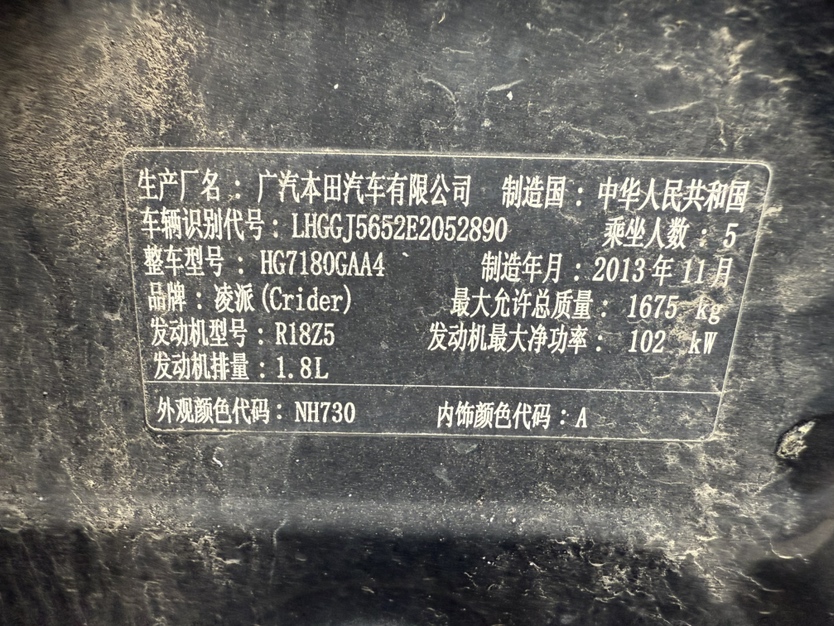 生产厂名：广汽本田汽车有限公司 制造国：中华人民共和国
车辆识别代号：LHGGJ5652E2052890 乘坐人数：5
整车型号：HG7180GAA4 制造年月：2013年11月
品牌：凌派(Crider) 最大允许总质量：1675 kg
发动机型号：R18Z5 发动机最大净功率：102 kW
发动机排量：1.8L
外观颜色代码：NH730 内饰颜色代码：A